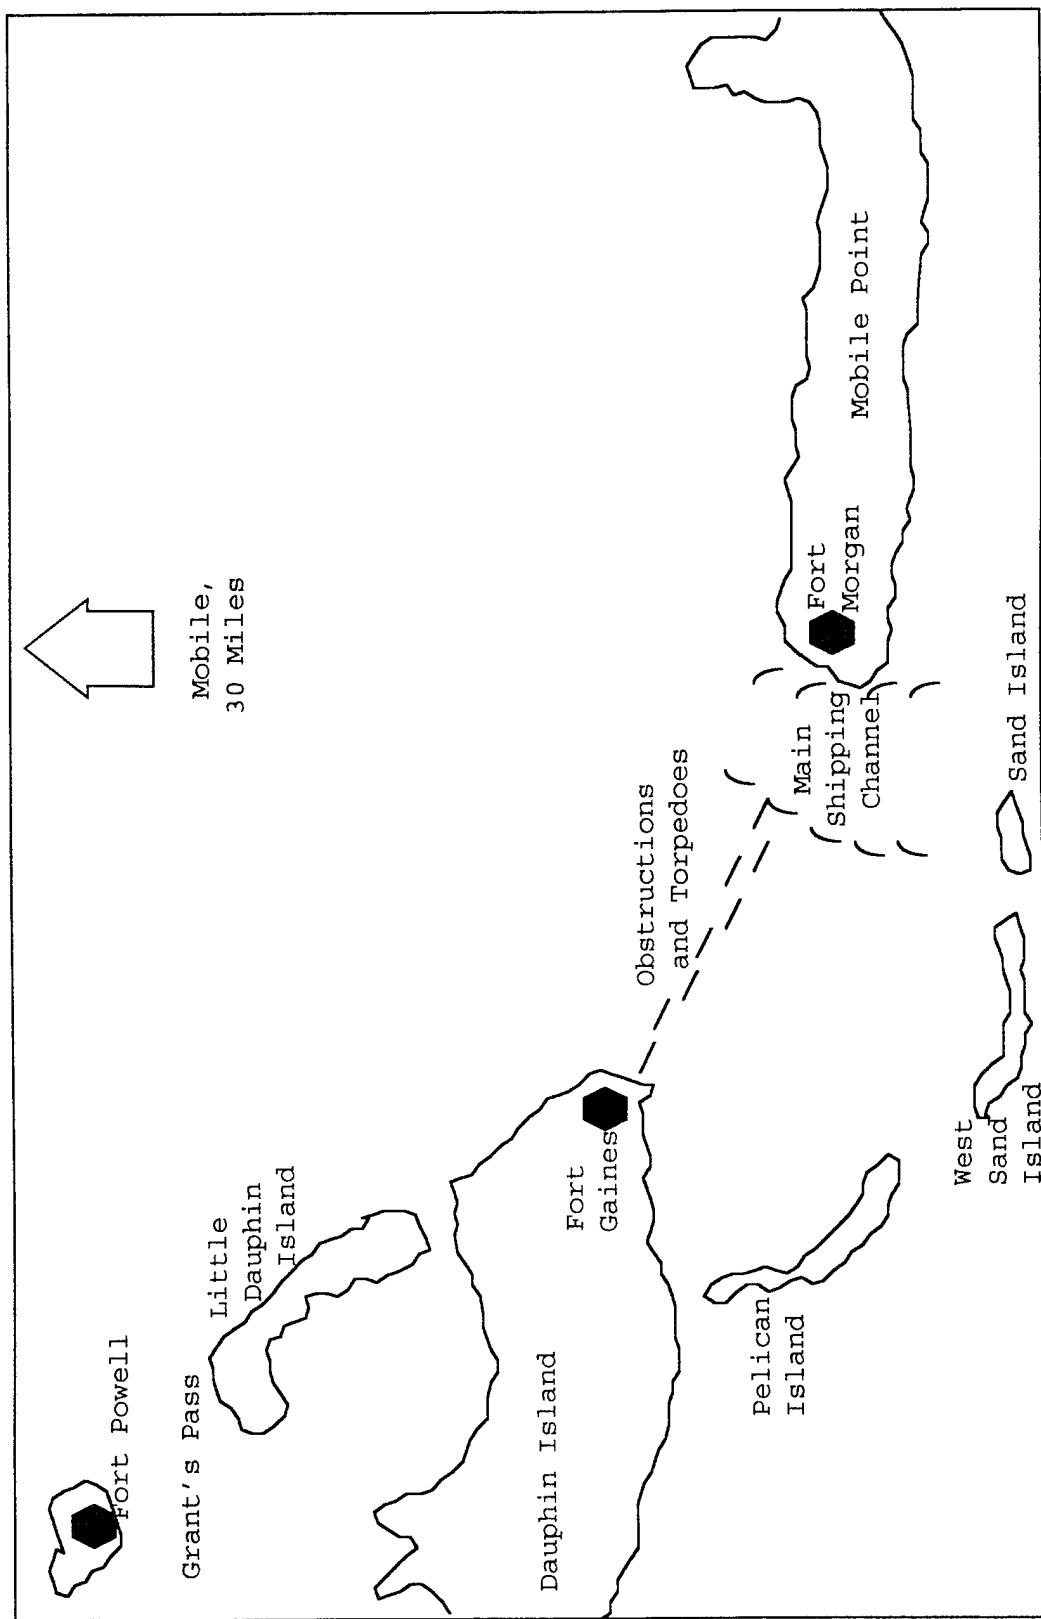 Fort Powell
Grant's Pass
Little
Dauphin
Island
Mobile,
30 Miles
Dauphin Island
Fort
Gaines
Obstructions
and Torpedoes
Pelican
Island
Main
Shipping
Channel
Fort
Morgan
Mobile Point
West
Sand
Island
Sand Island